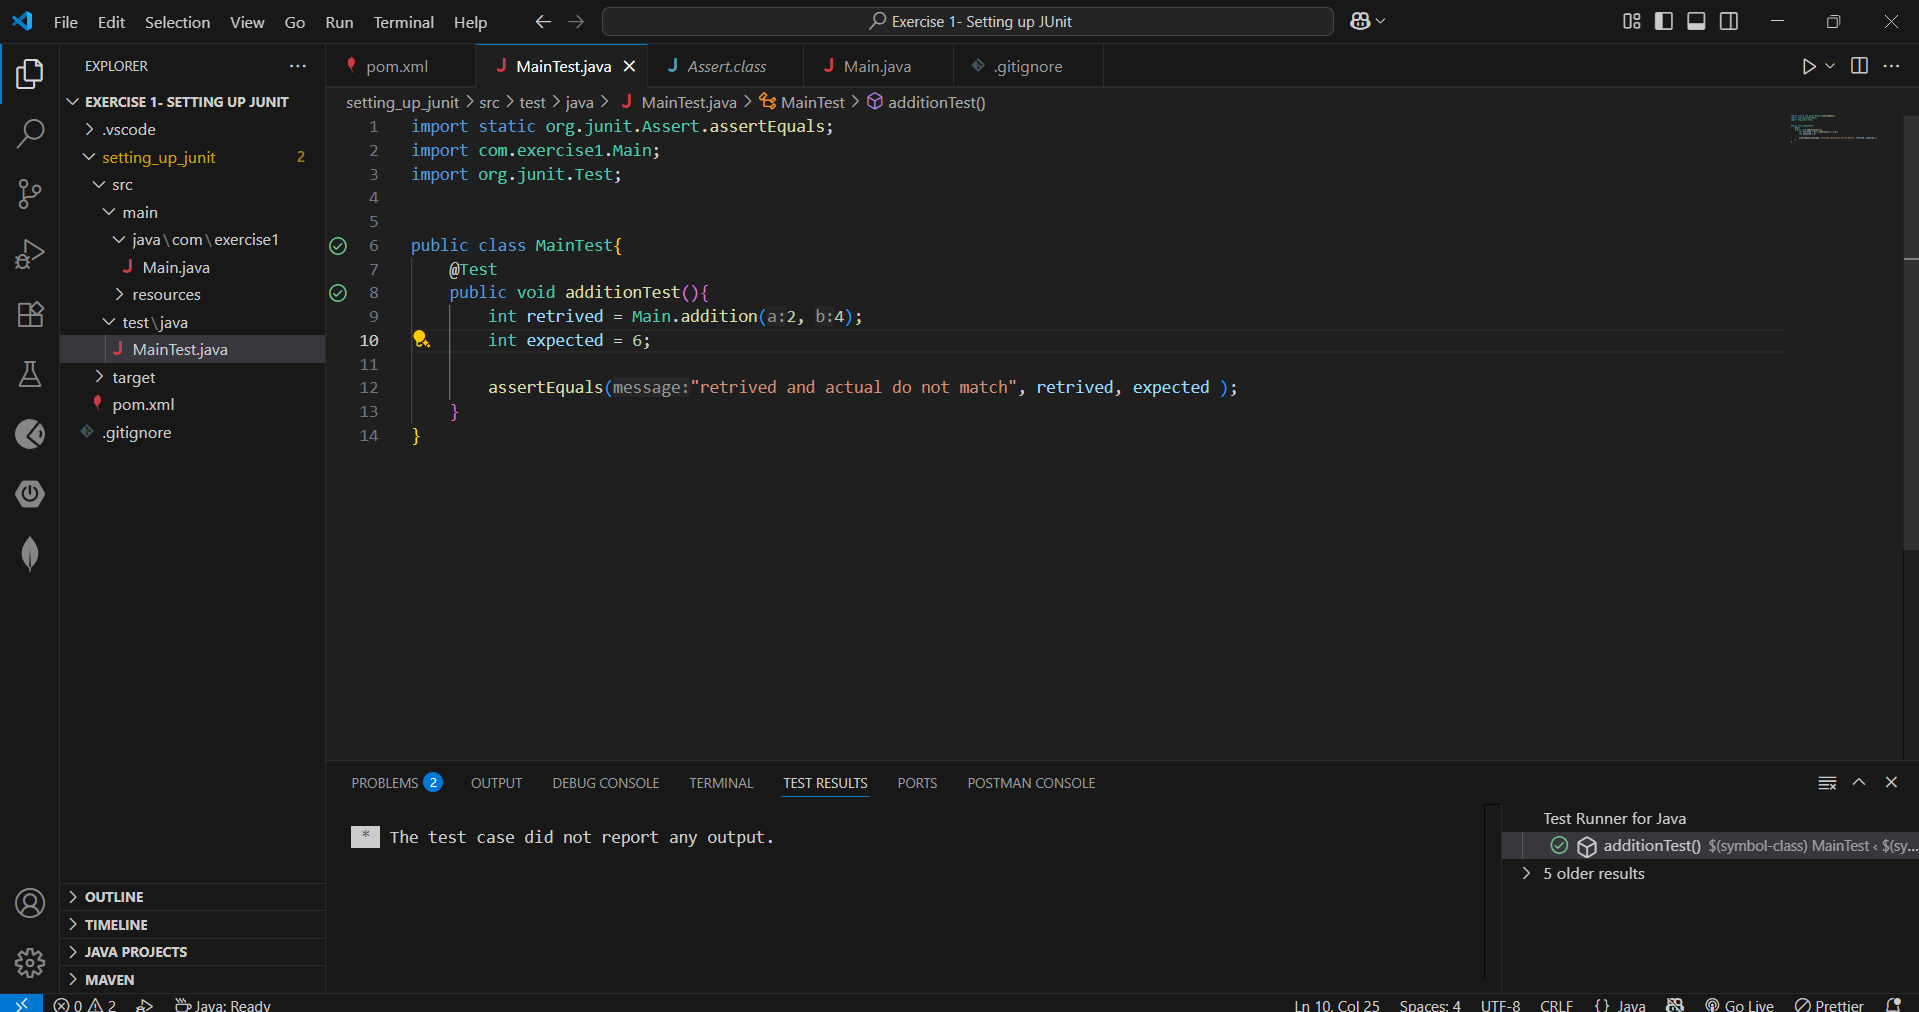 File Edit Selection View Go Run Terminal Help
Exercise 1- Setting up JUnit
EXPLORER
EXERCISE 1- SETTING UP JUNIT
.vscode
setting_up_junit 2
src
main
java\com\exercise1
Main.java
resources
test\java
MainTest.java
target
pom.xml
.gitignore
OUTLINE
TIMELINE
JAVA PROJECTS
MAVEN
pom.xml MainTest.java Assert.class Main.java .gitignore
setting_up_junit > src > test > java > MainTest.java > MainTest > additionTest()
1 import static org.junit.Assert.assertEquals;
2 import com.exercise1.Main;
3 import org.junit.Test;
4
5
6 public class MainTest{
7 @Test
8 public void additionTest(){
9 int retrived = Main.addition(a:2, b:4);
10 int expected = 6;
11
12 assertEquals(message:"retrived and actual do not match", retrived, expected );
13 }
14 }
PROBLEMS 2 OUTPUT DEBUG CONSOLE TERMINAL TEST RESULTS PORTS POSTMAN CONSOLE
* The test case did not report any output.
Test Runner for Java
additionTest() $(symbol-class) MainTest < $(sy...
5 older results
0 2 Java: Ready Ln 10, Col 25 Spaces: 4 UTF-8 CRLF {} Java Go Live Prettier